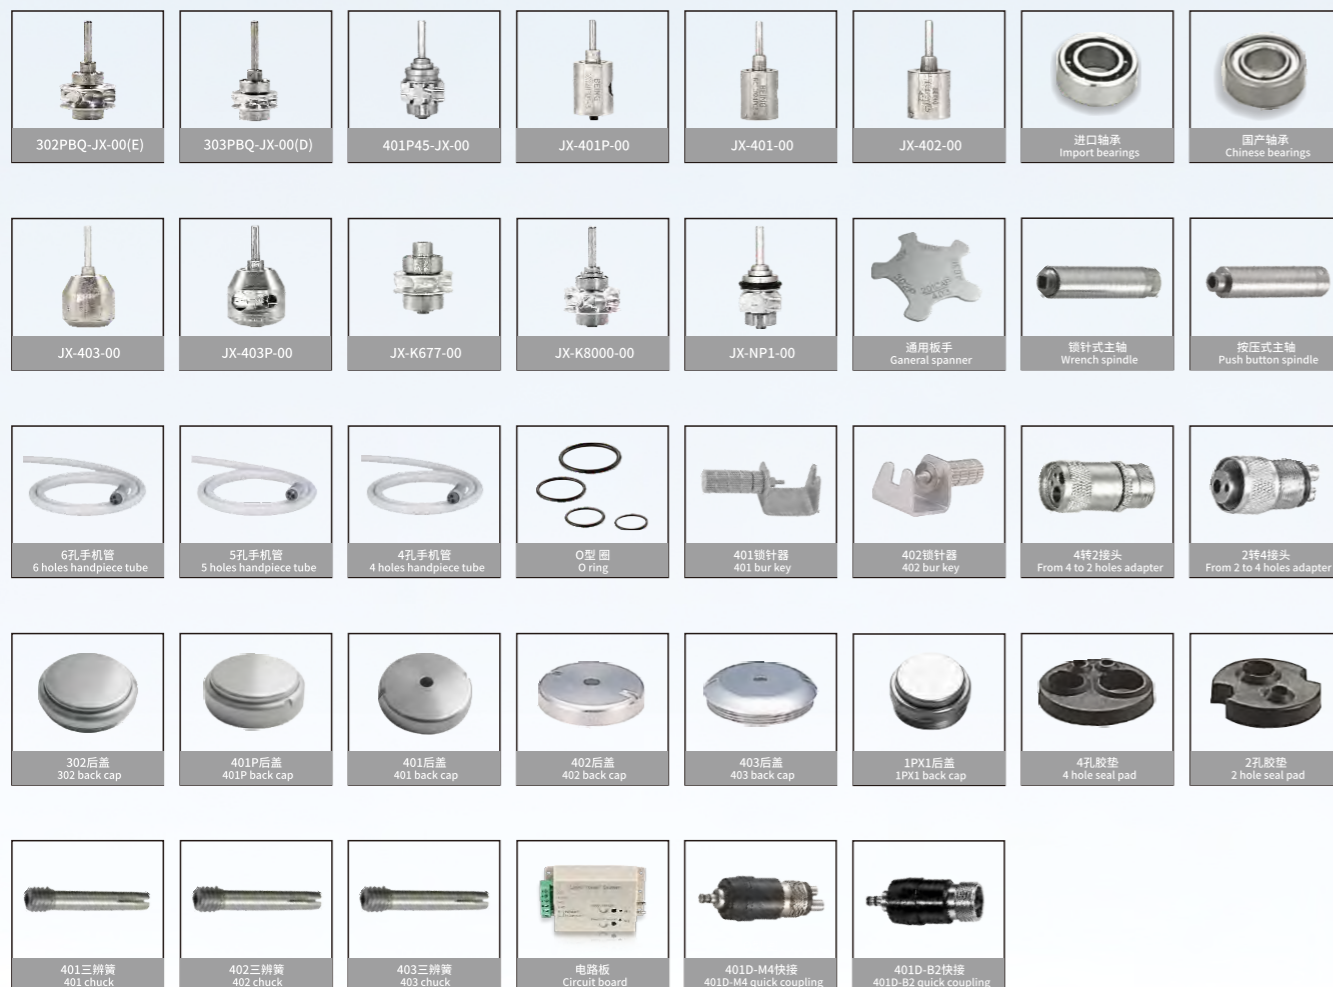 302PBQ-JX-00(E)
303PBQ-JX-00(D)
401P45-JX-00
JX-401P-00
JX-401-00
JX-402-00
进口轴承
Import bearings
国产轴承
Chinese bearings
JX-403-00
JX-403P-00
JX-K677-00
JX-K8000-00
JX-NP1-00
通用板手
Ganeral spanner
锁针式主轴
Wrench spindle
按压式主轴
Push button spindle
6孔手机管
6 holes handpiece tube
5孔手机管
5 holes handpiece tube
4孔手机管
4 holes handpiece tube
O型 圈
O ring
401锁针器
401 bur key
402锁针器
402 bur key
4转2接头
From 4 to 2 holes adapter
2转4接头
From 2 to 4 holes adapter
302后盖
302 back cap
401P后盖
401P back cap
401后盖
401 back cap
402后盖
402 back cap
403后盖
403 back cap
1PX1后盖
1PX1 back cap
4孔胶垫
4 hole seal pad
2孔胶垫
2 hole seal pad
401三辨簧
401 chuck
402三辨簧
402 chuck
403三辨簧
403 chuck
电路板
Circuit board
401D-M4快接
401D-M4 quick coupling
401D-B2快接
401D-B2 quick coupling